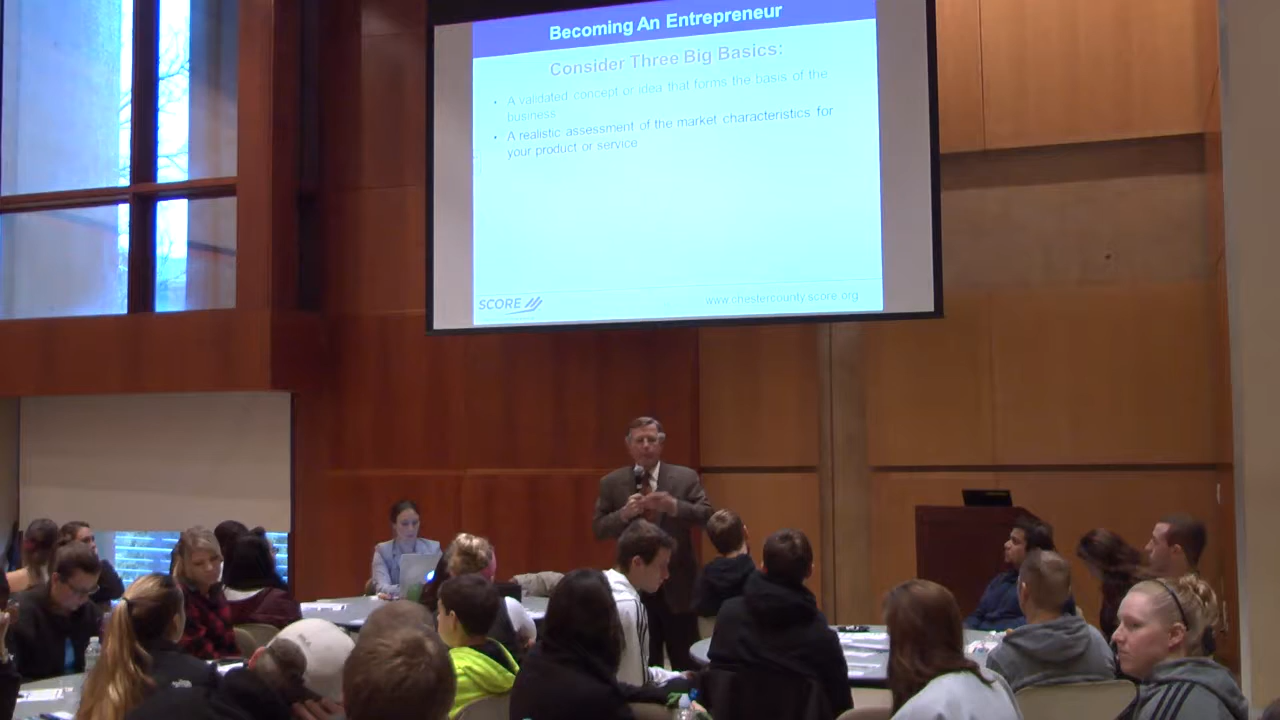 Becoming An Entrepreneur
Consider Three Big Basics:
• A validated concept or idea that forms the basis of the
business
• A realistic assessment of the market characteristics for
your product or service
SCORE
www.chestercounty.score.org